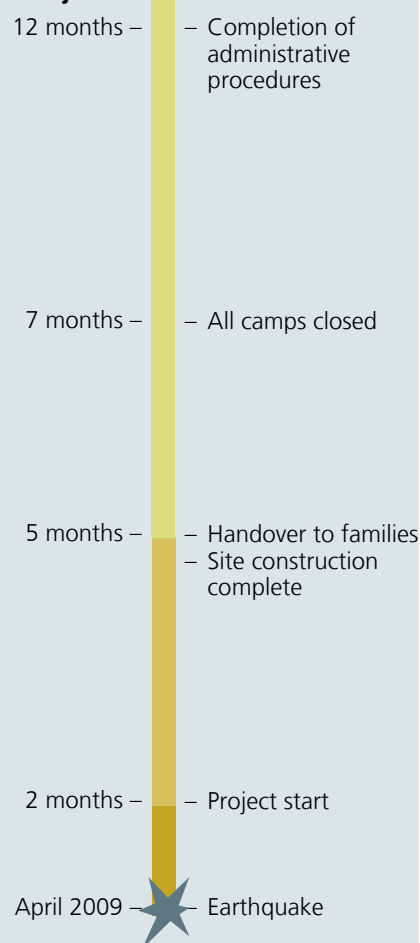 12 months – – Completion of
administrative
procedures
7 months – – All camps closed
5 months – – Handover to families
– Site construction
complete
2 months – – Project start
April 2009 – – Earthquake